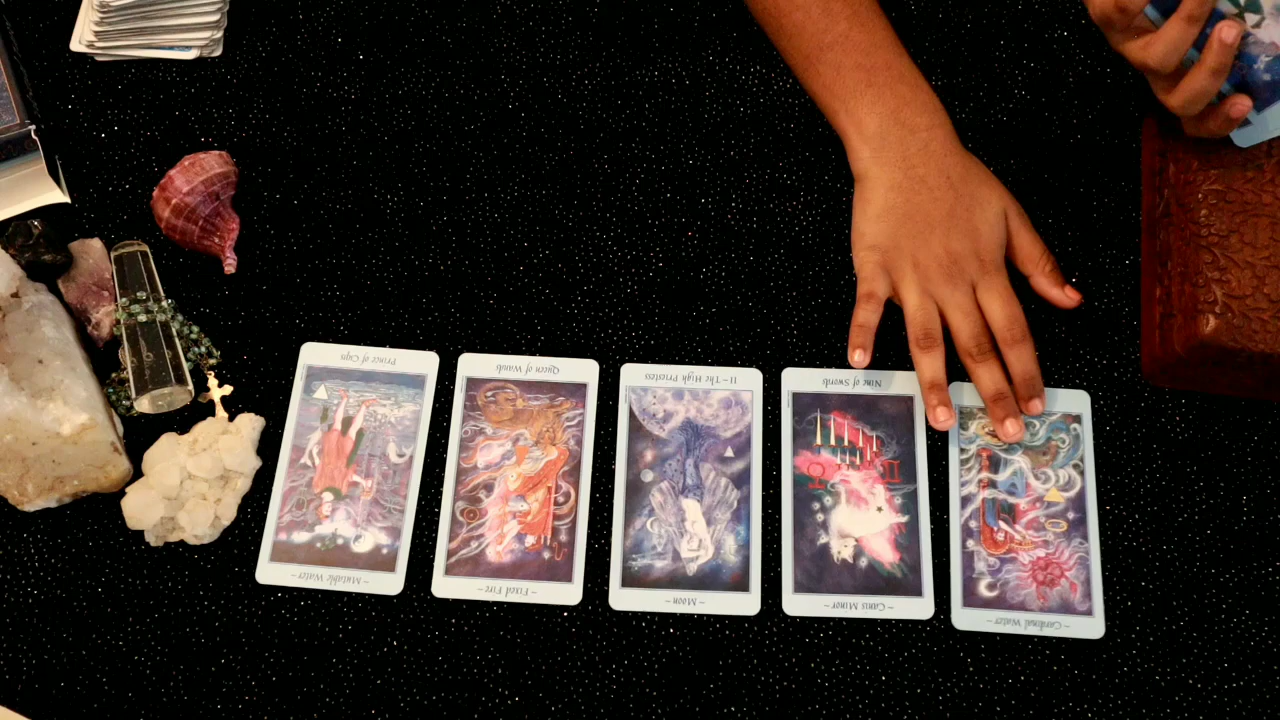 Prince of Cups
Queen of Wands
II - The High Priestess
Nine of Swords
~ Mutable Water ~
~ Fixed Fire ~
~ Moon ~
~ Canis Minor ~
~ Cardinal Water ~